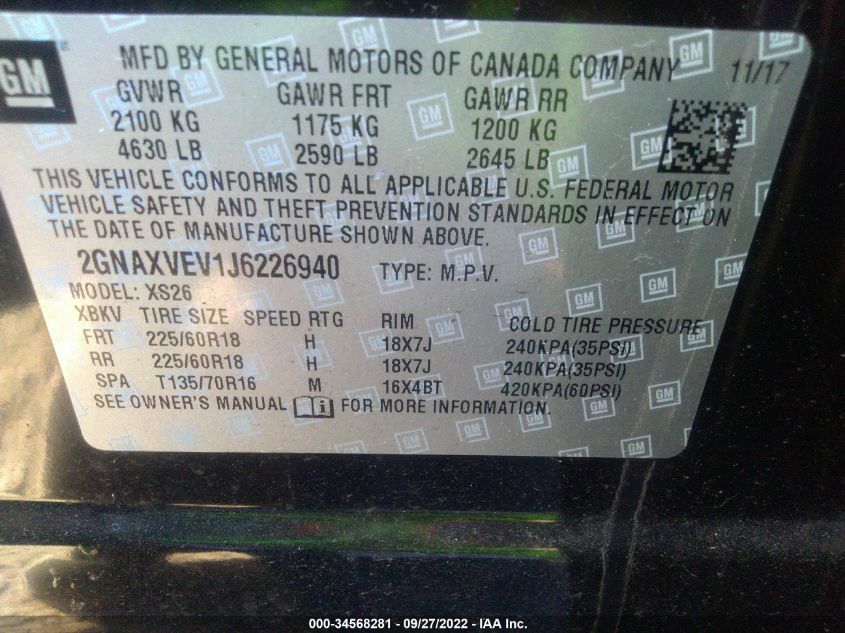 GM
MFD BY GENERAL MOTORS OF CANADA COMPANY 11/17
GVWR GAWR FRT GAWR RR
2100 KG 1175 KG 1200 KG
4630 LB 2590 LB 2645 LB
THIS VEHICLE CONFORMS TO ALL APPLICABLE U.S. FEDERAL MOTOR
VEHICLE SAFETY AND THEFT PREVENTION STANDARDS IN EFFECT ON
THE DATE OF MANUFACTURE SHOWN ABOVE.
2GNAXVEV1J6226940 TYPE: M.P.V.
MODEL: XS26
XBKV TIRE SIZE SPEED RTG RIM COLD TIRE PRESSURE
FRT 225/60R18 H 18X7J 240KPA(35PSI)
RR 225/60R18 H 18X7J 240KPA(35PSI)
SPA T135/70R16 M 16X4BT 420KPA(60PSI)
SEE OWNER'S MANUAL FOR MORE INFORMATION.
000-34568281 - 09/27/2022 - IAA Inc.